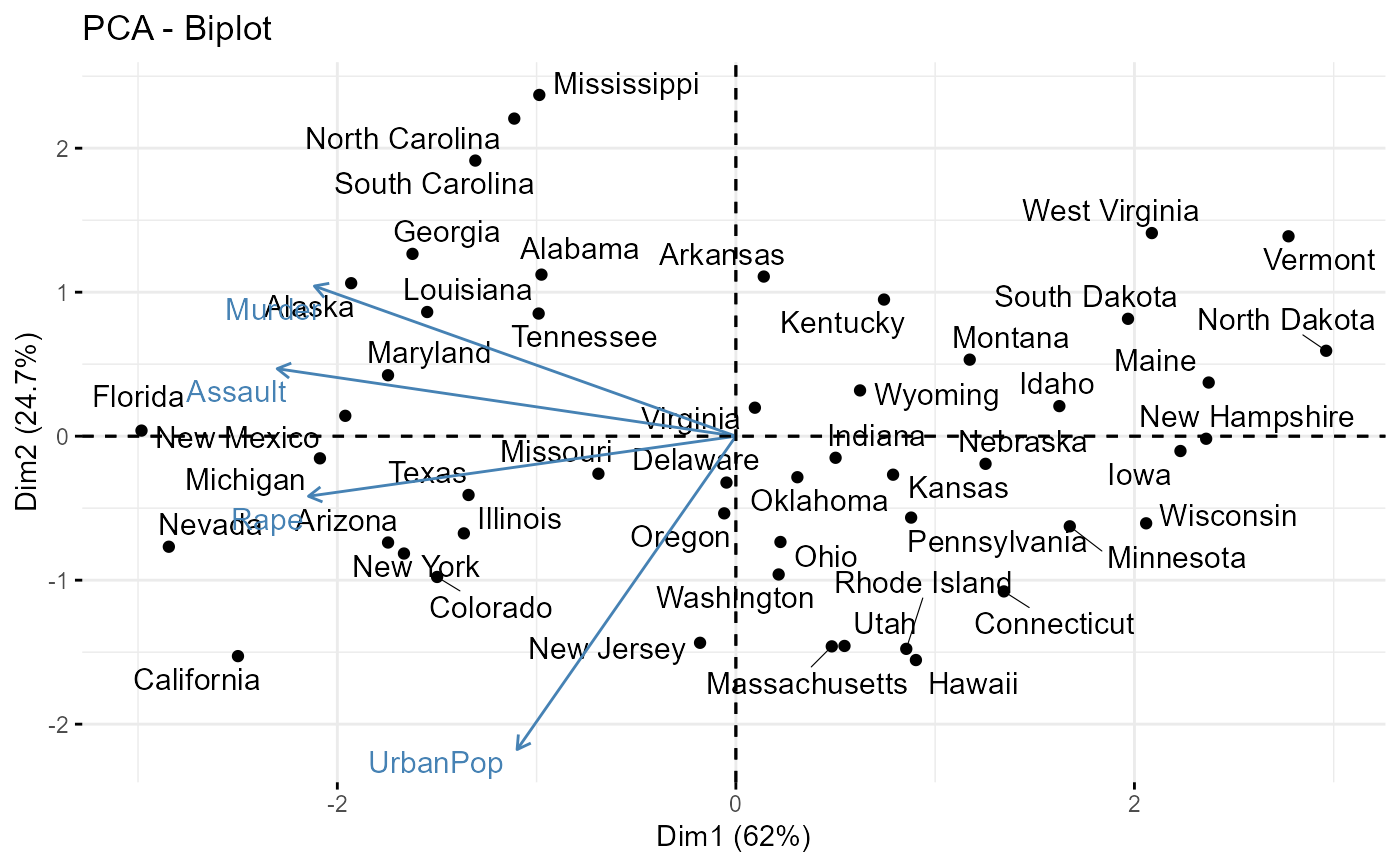 PCA - Biplot
Mississippi
North Carolina
South Carolina
West Virginia
Georgia
Alabama
Arkansas
Vermont
Louisiana
South Dakota
Alaska
Murder
North Dakota
Kentucky
Tennessee
Montana
Maryland
Maine
Idaho
Assault
Florida
Wyoming
Virginia
New Hampshire
New Mexico
Indiana
Nebraska
Missouri
Delaware
Texas
Iowa
Michigan
Kansas
Oklahoma
Wisconsin
Illinois
Rape
Arizona
Nevada
Oregon
Pennsylvania
Ohio
Minnesota
New York
Rhode Island
Washington
Colorado
Utah
Connecticut
New Jersey
California
Massachusetts
Hawaii
UrbanPop
2
1
0
-1
-2
Dim2 (24.7%)
-2
0
2
Dim1 (62%)